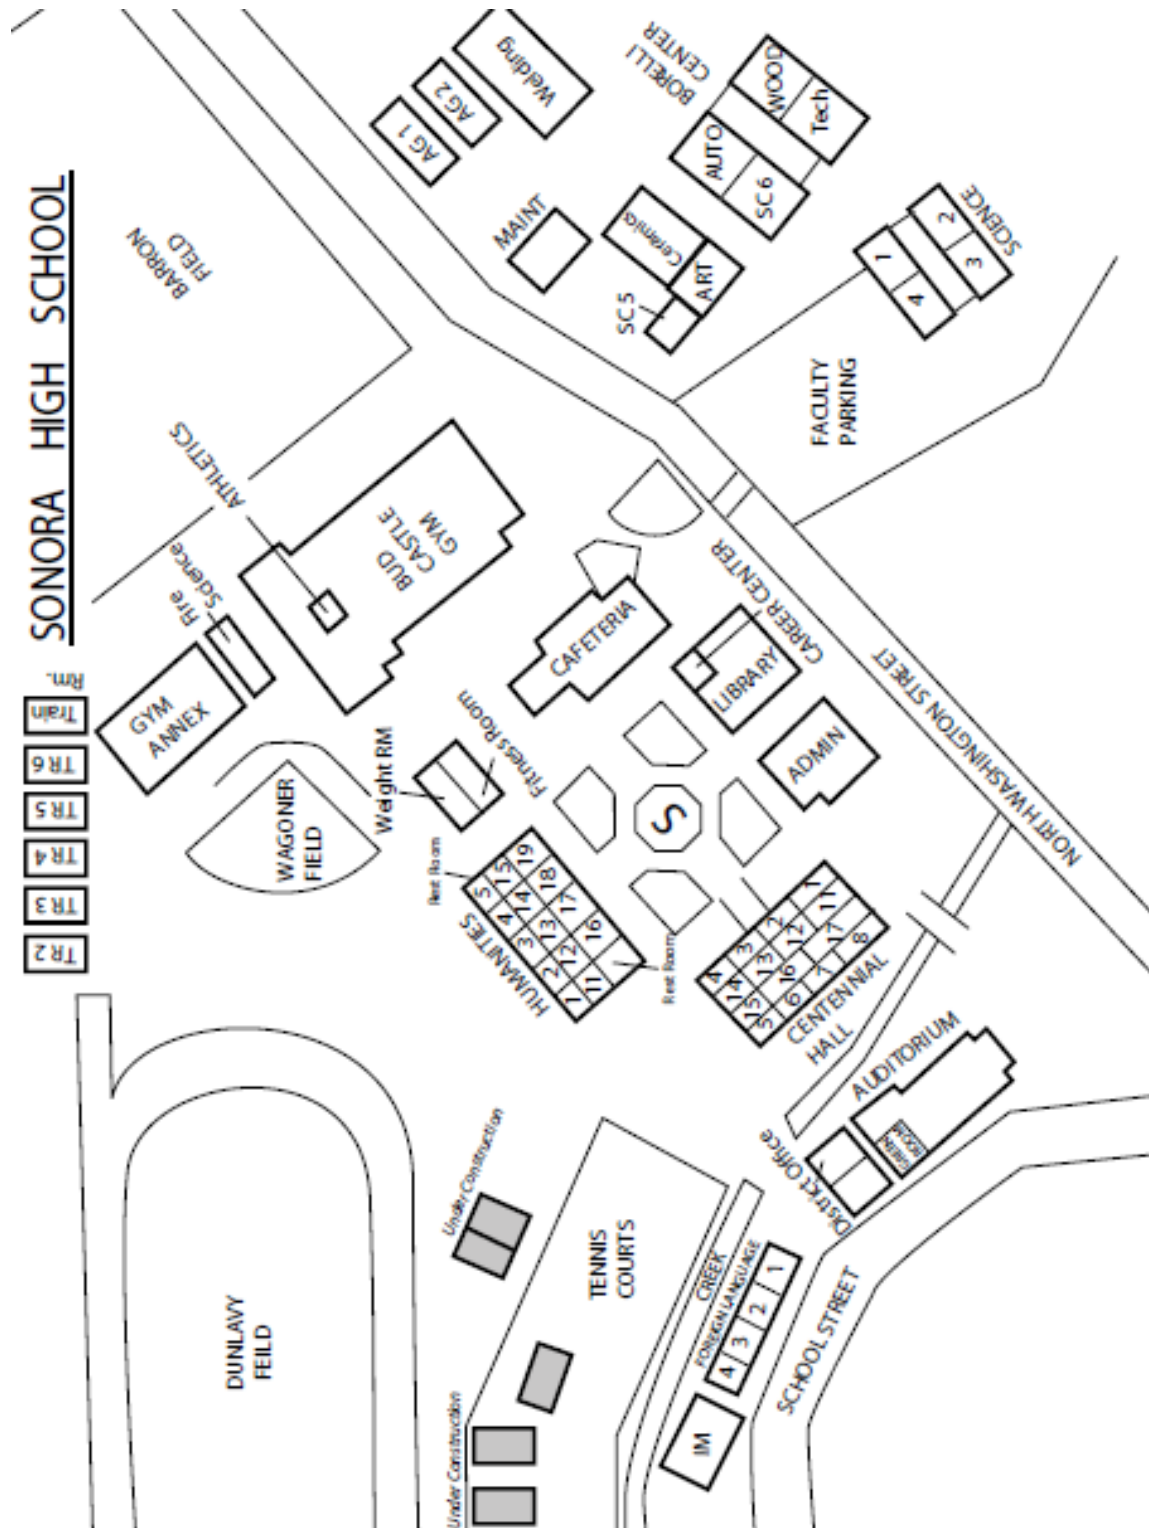 SONORA HIGH SCHOOL
BARRON
FIELD
AG 1
AG 2
Welding
MAINT
BORELLI
CENTER
WOOD
Tech
AUTO
SC 6
Ceramics
ART
SC 5
SCIENCE
1
2
3
4
FACULTY
PARKING
ATHLETICS
BUD
CASTLE
GYM
Fire
Science
GYM
ANNEX
Train
Rm.
TR 6
TR 5
TR 4
TR 3
TR 2
WAGONER
FIELD
Weight RM
Fitness Room
CAFETERIA
CAREER CENTER
LIBRARY
ADMIN
S
NORTH WASHINGTON STREET
Rest Room
HUMANITIES
5
15
19
4
14
18
3
13
17
2
12
16
1
11
Rest Room
4
3
2
1
14
13
12
11
15
16
17
5
6
7
8
CENTENNIAL
HALL
AUDITORIUM
GREEN
ROOM
District Office
Under Construction
TENNIS
COURTS
CREEK
FOREIGN LANGUAGE
4
3
2
1
IM
SCHOOL STREET
DUNLAVY
FEILD
Under Construction